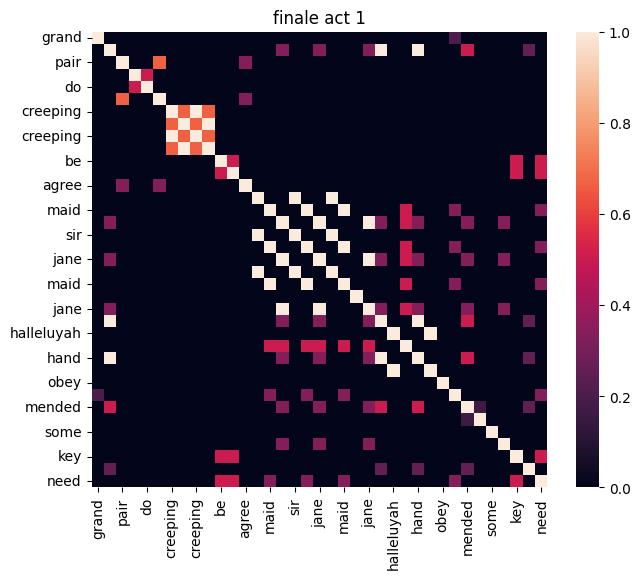 finale act 1
grand
pair
do
creeping
creeping
be
agree
maid
sir
jane
maid
jane
halleluyah
hand
obey
mended
some
key
need
1.0
0.8
0.6
0.4
0.2
0.0
grand
pair
do
creeping
creeping
be
agree
maid
sir
jane
maid
jane
halleluyah
hand
obey
mended
some
key
need